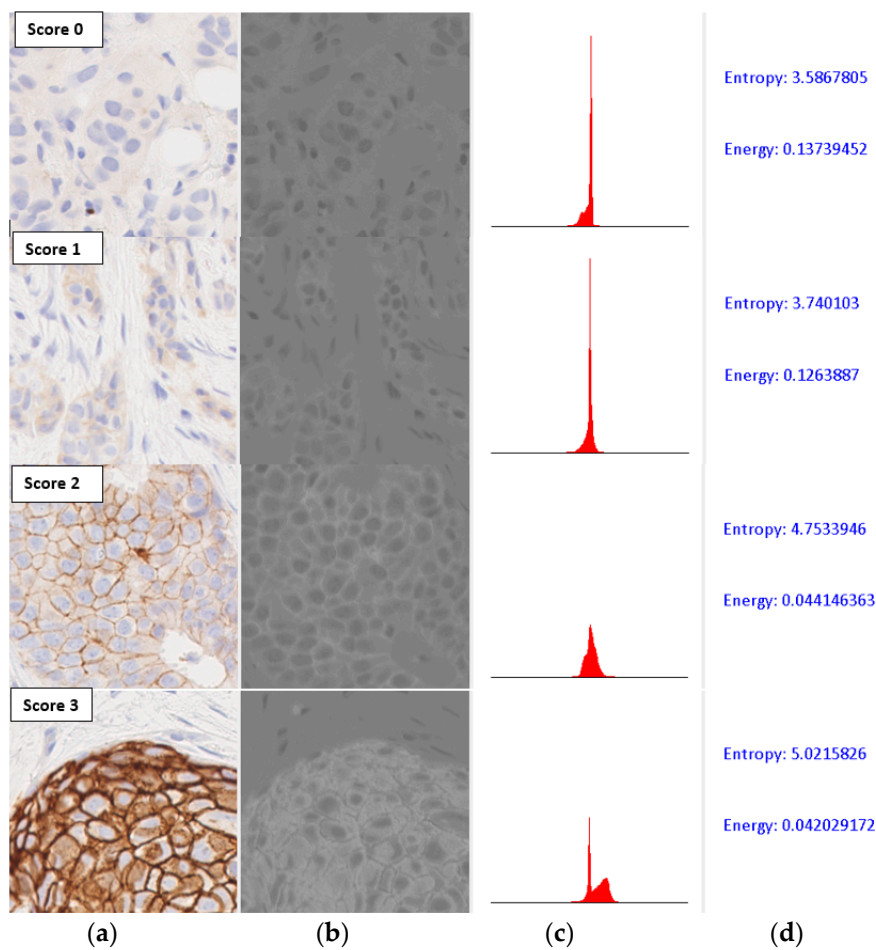 Score 0
Entropy: 3.5867805
Energy: 0.13739452
Score 1
Entropy: 3.740103
Energy: 0.1263887
Score 2
Entropy: 4.7533946
Energy: 0.044146363
Score 3
Entropy: 5.0215826
Energy: 0.042029172
(a) (b) (c) (d)